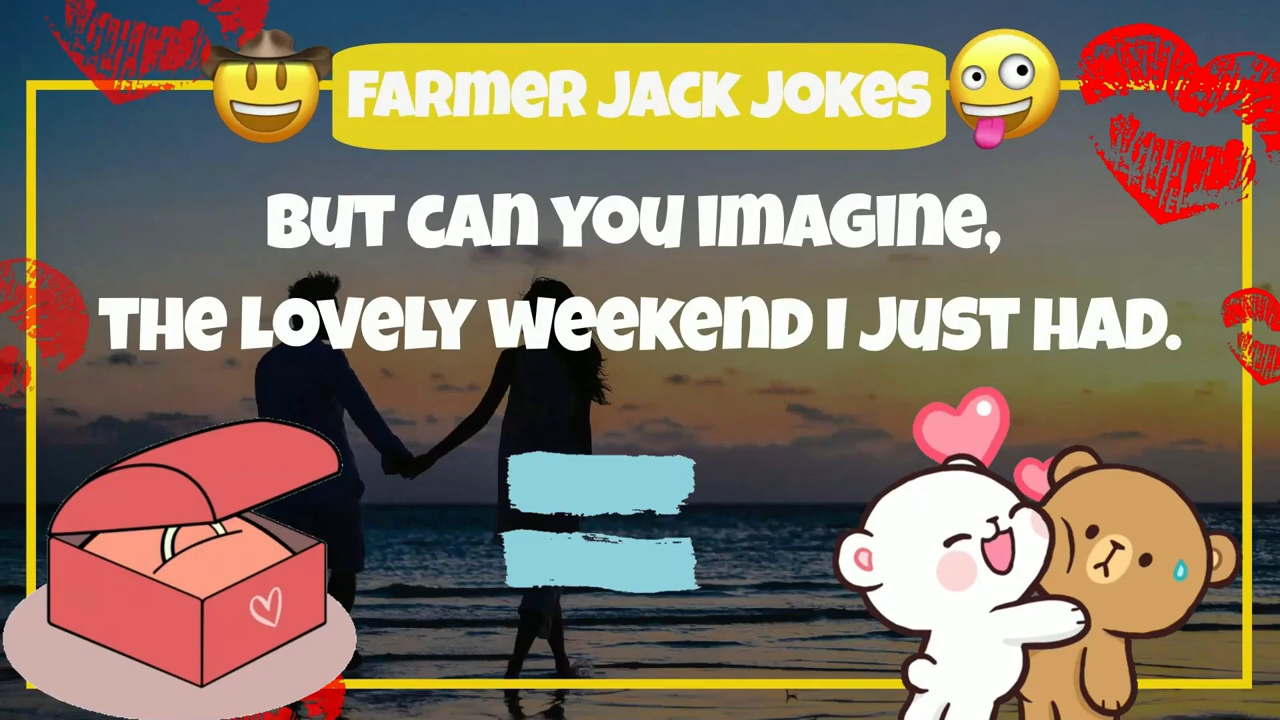 FARMER JACK JOKES
BUT CAN YOU IMAGINE,
THE LOVELY WEEKEND I JUST HAD.